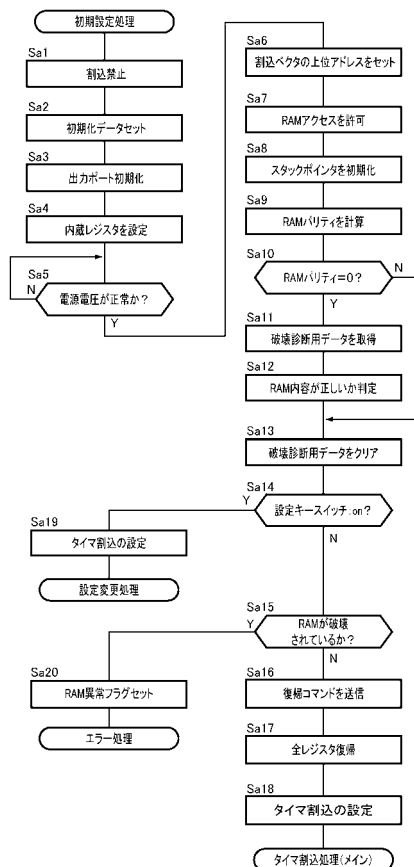 初期設定処理
Sa1
割込禁止
Sa2
初期化データセット
Sa3
出力ポート初期化
Sa4
内蔵レジスタを設定
Sa5
N
電源電圧が正常か？
Y
Sa6
割込ベクタの上位アドレスをセット
Sa7
RAMアクセスを許可
Sa8
スタックポインタを初期化
Sa9
RAMパリティを計算
Sa10
RAMパリティ=0？
N
Y
Sa11
破壊診断用データを取得
Sa12
RAM内容が正しいか判定
Sa13
破壊診断用データをクリア
Sa14
Y
設定キースイッチ:on？
N
Sa19
タイマ割込の設定
設定変更処理
Sa15
Y
RAMが破壊
されているか？
N
Sa20
RAM異常フラグセット
エラー処理
Sa16
復帰コマンドを送信
Sa17
全レジスタ復帰
Sa18
タイマ割込の設定
タイマ割込処理(メイン)